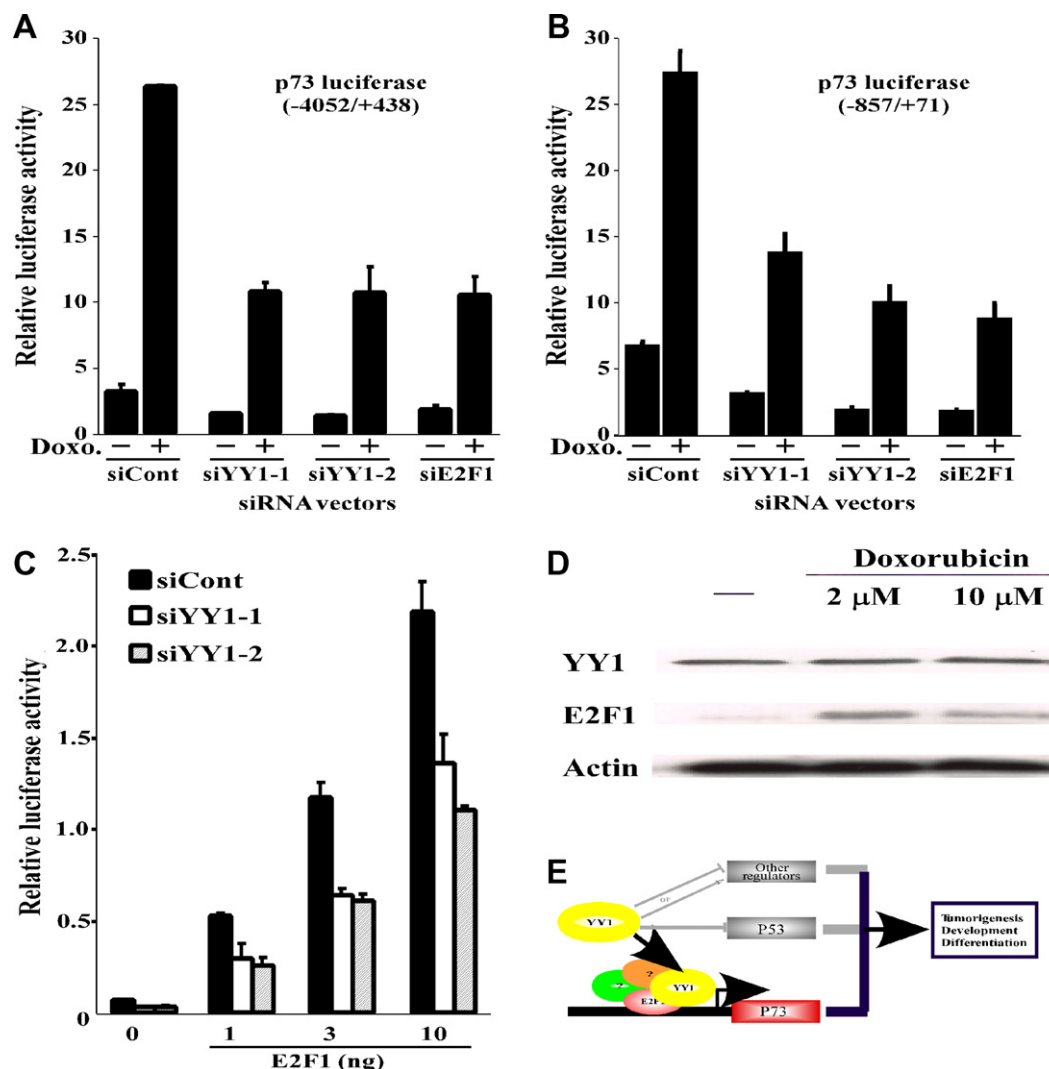 A
30
25
20
15
10
5
0
Relative luciferase activity
p73 luciferase
(-4052/+438)
Doxo. − + − + − + − +
siCont siYY1-1 siYY1-2 siE2F1
siRNA vectors
B
30
25
20
15
10
5
0
Relative luciferase activity
p73 luciferase
(-857/+71)
Doxo. − + − + − + − +
siCont siYY1-1 siYY1-2 siE2F1
siRNA vectors
C
2.5
2.0
1.5
1.0
0.5
0
Relative luciferase activity
siCont
siYY1-1
siYY1-2
0 1 3 10
E2F1 (ng)
D
Doxorubicin
— 2 μM 10 μM
YY1
E2F1
Actin
E
Other
regulators
or
YY1
P53
?
?
YY1
P73
Tumorigenesis
Development
Differentiation